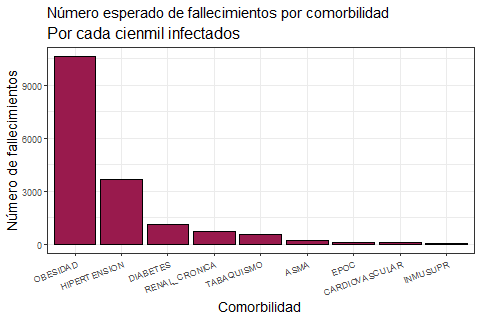 Número esperado de fallecimientos por comorbilidad
Por cada cienmil infectados
Número de fallecimientos
9000
6000
3000
0
OBESIDAD
HIPERTENSION
DIABETES
RENAL_CRONICA
TABAQUISMO
ASMA
EPOC
CARDIOVASCULAR
INMUSUPR
Comorbilidad